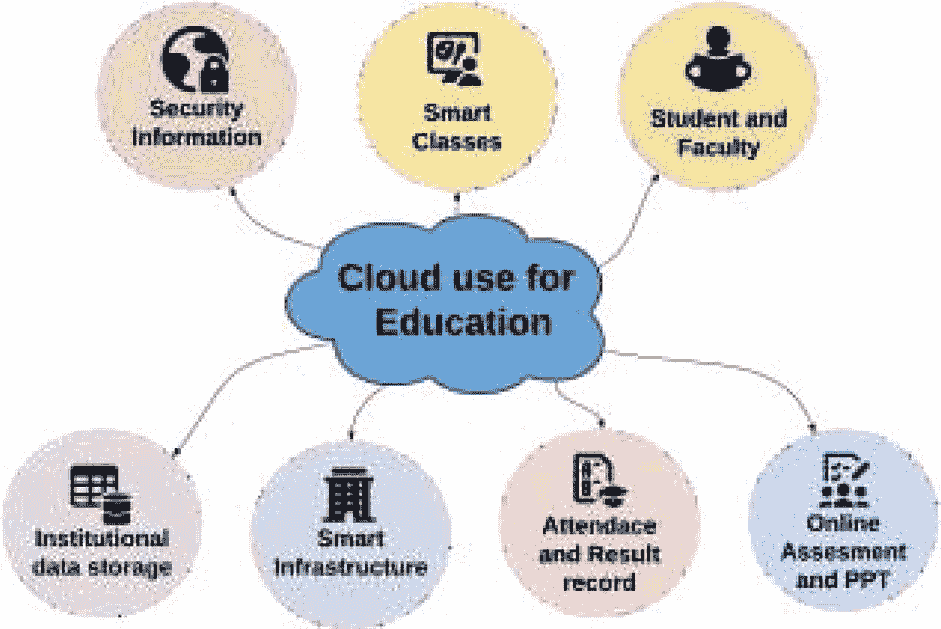 Security
Information
Smart
Classes
Student and
Faculty
Cloud use for
Education
Institutional
data storage
Smart
Infrastructure
Attendace
and Result
record
Online
Assesment
and PPT